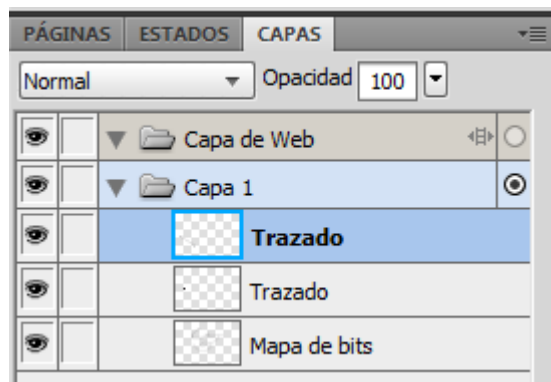 PÁGINAS ESTADOS CAPAS
Normal Opacidad 100
Capa de Web
Capa 1
Trazado
Trazado
Mapa de bits